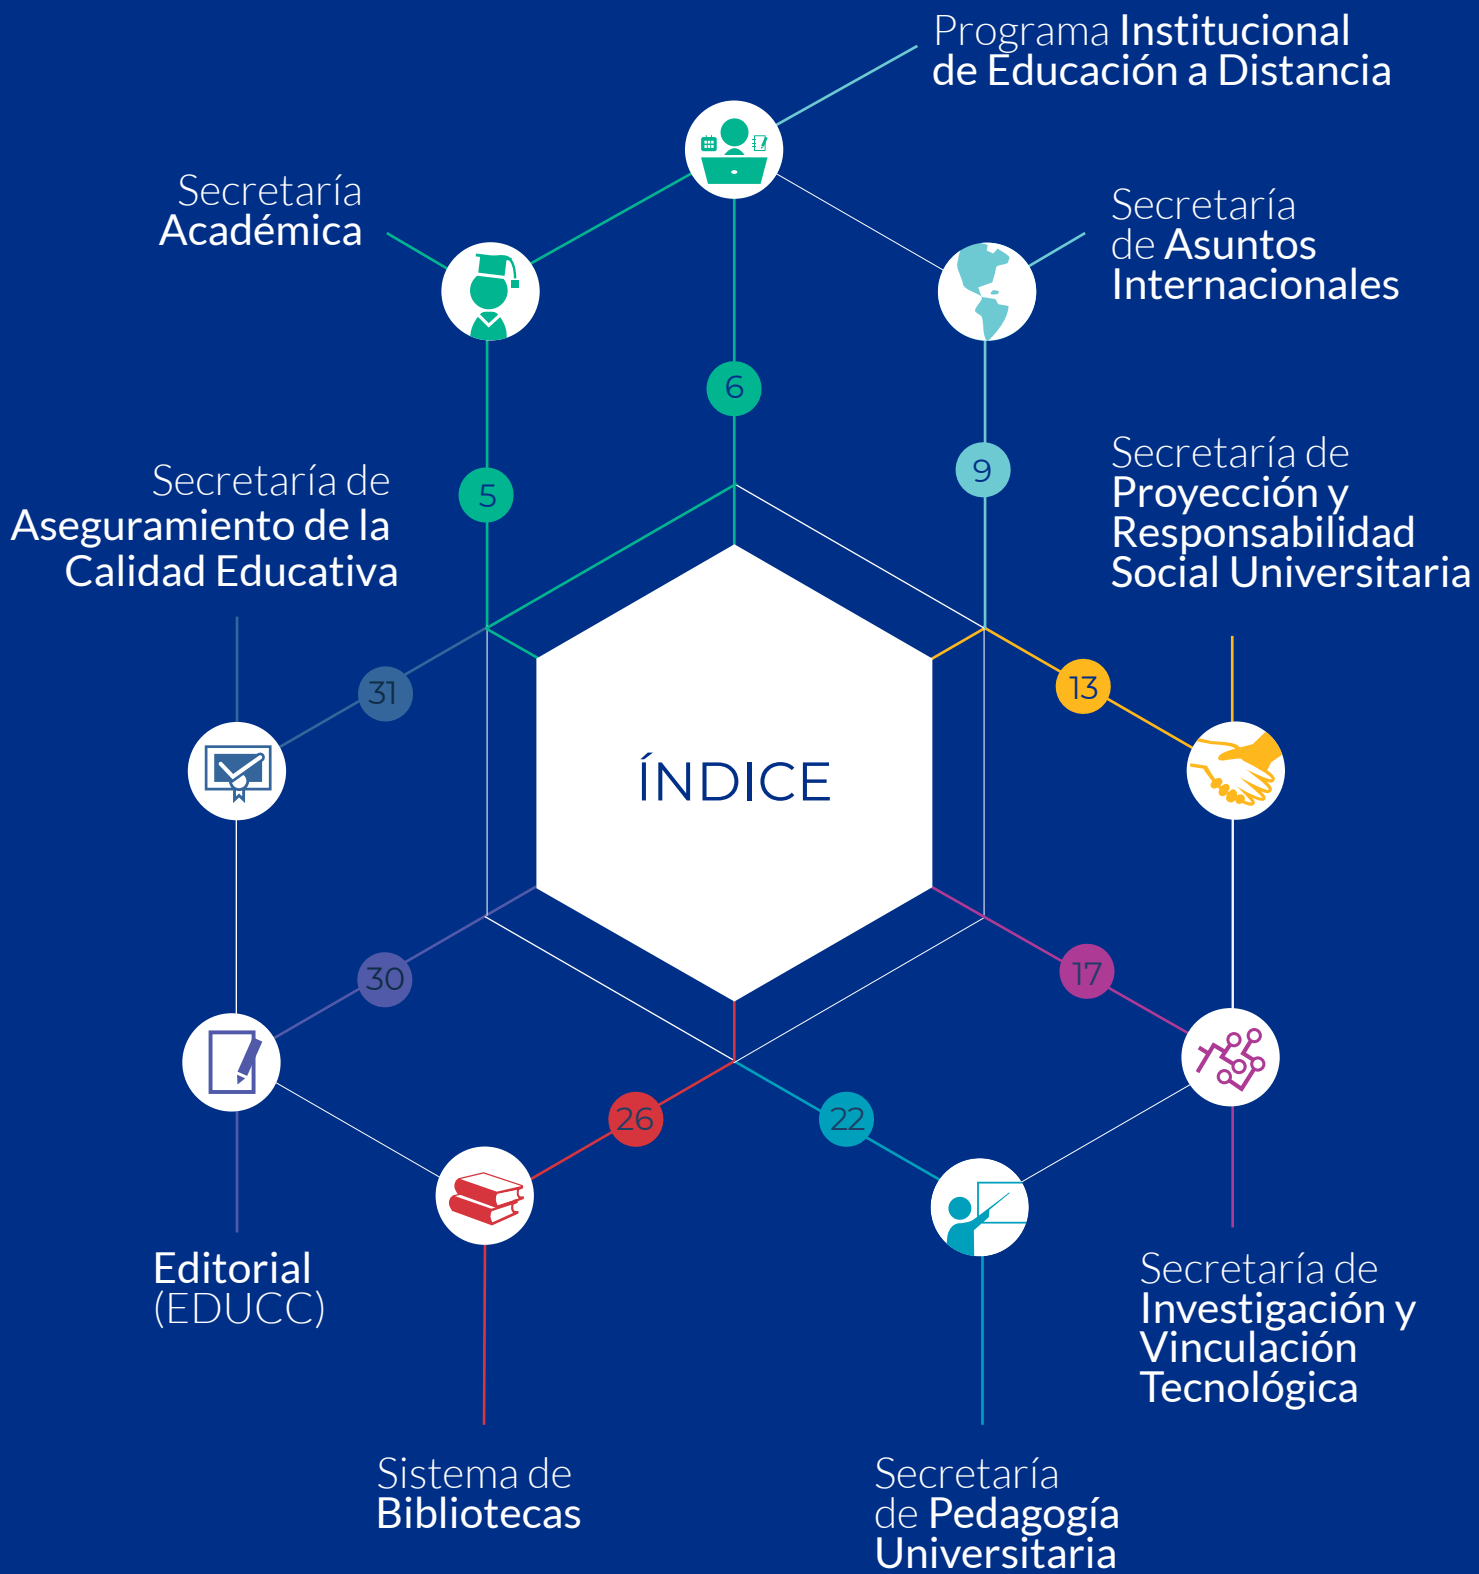 Programa Institucional
de Educación a Distancia
Secretaría
Académica
Secretaría
de Asuntos
Internacionales
6
9
5
Secretaría de
Proyección y
Responsabilidad
Social Universitaria
Secretaría de
Aseguramiento de la
Calidad Educativa
31
13
ÍNDICE
30
17
26
22
Editorial
(EDUCC)
Secretaría de
Investigación y
Vinculación
Tecnológica
Sistema de
Bibliotecas
Secretaría
de Pedagogía
Universitaria